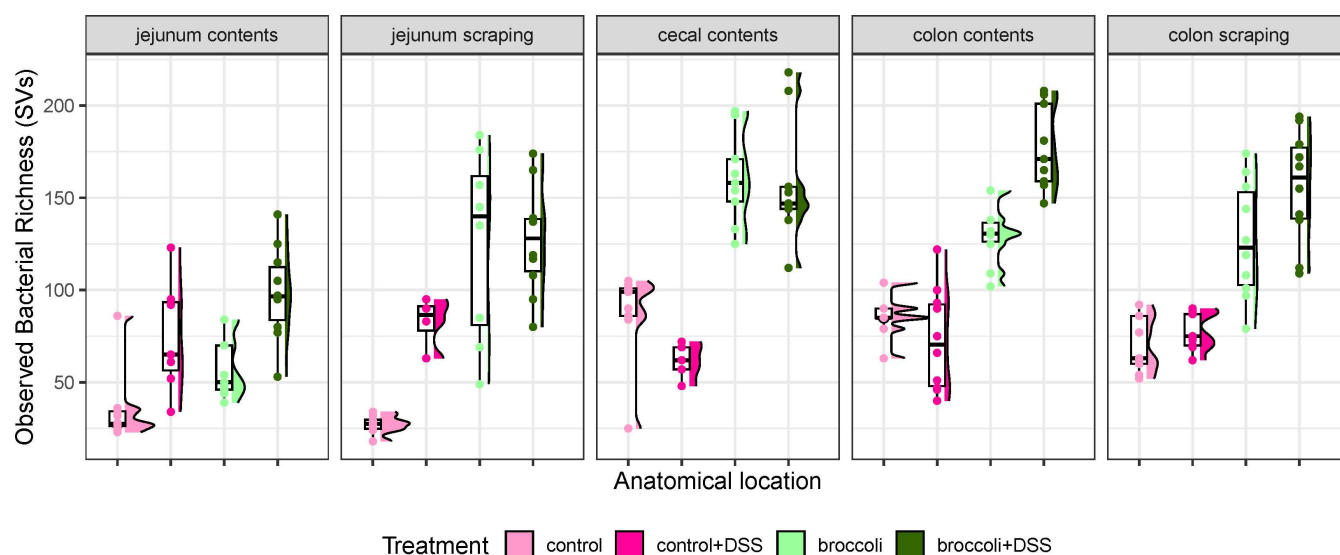 jejunum contents
jejunum scraping
cecal contents
colon contents
colon scraping
Observed Bacterial Richness (SVs)
200
150
100
50
Anatomical location
Treatment control control+DSS broccoli broccoli+DSS